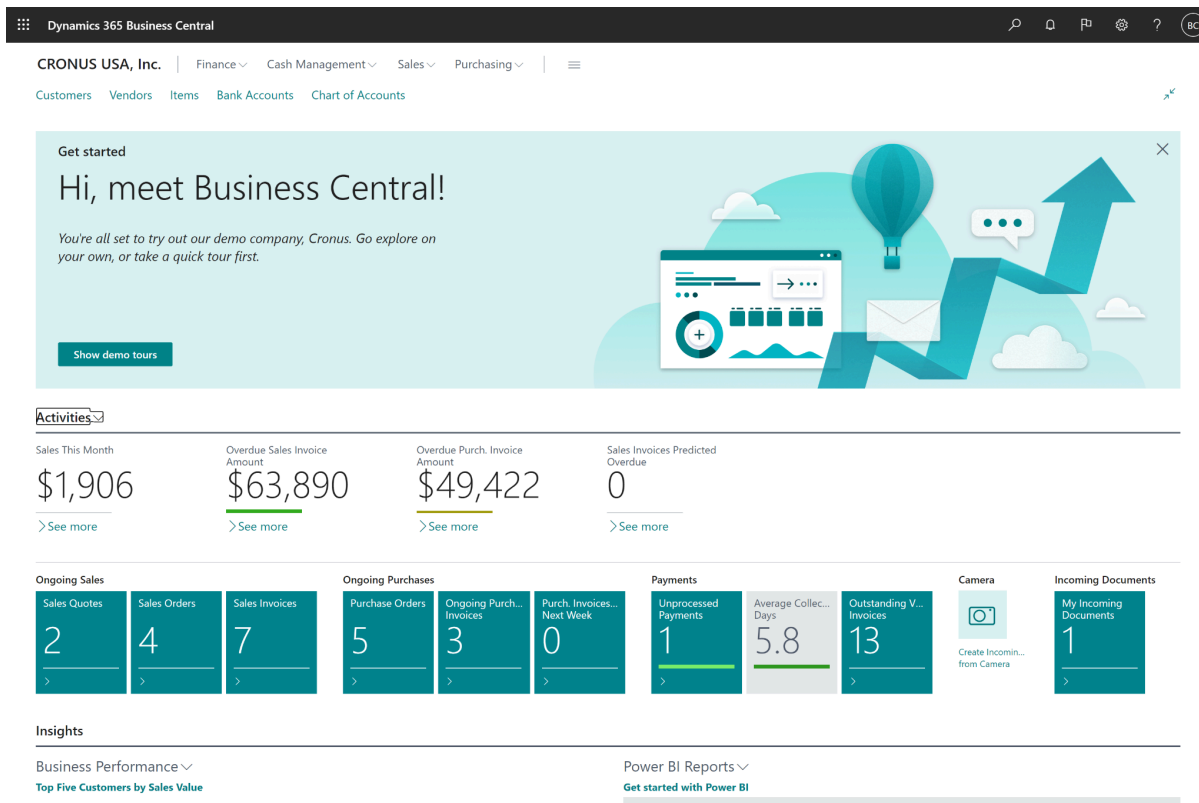 Dynamics 365 Business Central
BC
CRONUS USA, Inc.
Finance
Cash Management
Sales
Purchasing
Customers
Vendors
Items
Bank Accounts
Chart of Accounts
Get started
Hi, meet Business Central!
You're all set to try out our demo company, Cronus. Go explore on
your own, or take a quick tour first.
Show demo tours
Activities
Sales This Month
$1,906
See more
Overdue Sales Invoice
Amount
$63,890
See more
Overdue Purch. Invoice
Amount
$49,422
See more
Sales Invoices Predicted
Overdue
0
See more
Ongoing Sales
Sales Quotes
2
Sales Orders
4
Sales Invoices
7
Ongoing Purchases
Purchase Orders
5
Ongoing Purch...
Invoices
3
Purch. Invoices...
Next Week
0
Payments
Unprocessed
Payments
1
Average Collec...
Days
5.8
Outstanding V...
Invoices
13
Camera
Create Incomin...
from Camera
Incoming Documents
My Incoming
Documents
1
Insights
Business Performance
Top Five Customers by Sales Value
Power BI Reports
Get started with Power BI